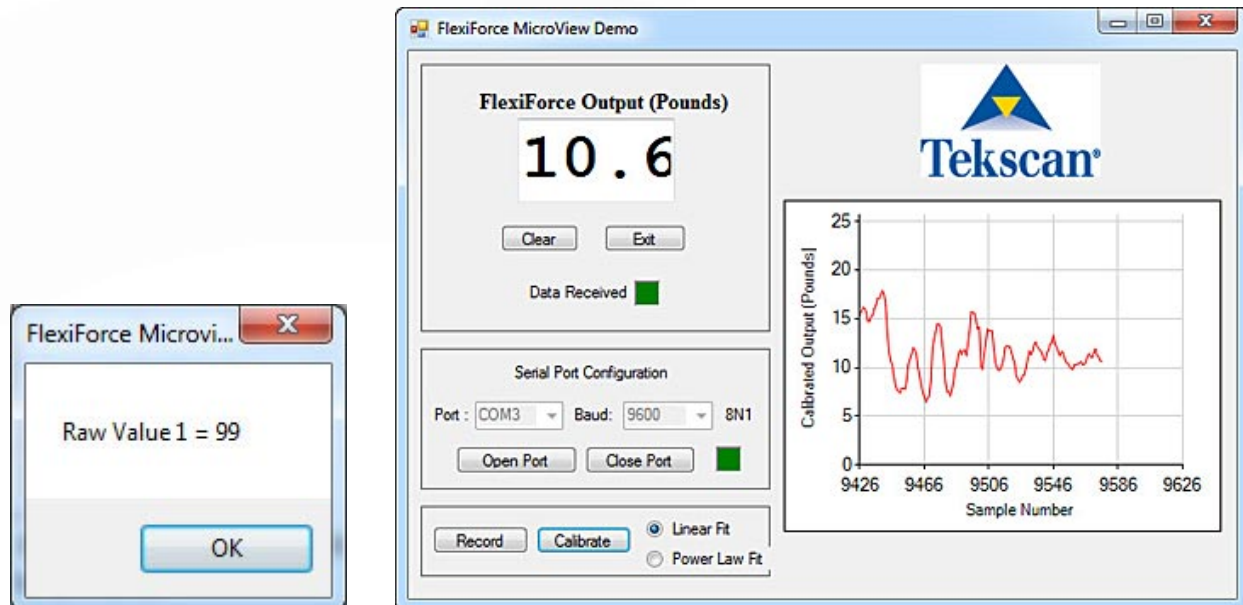 FlexiForce Microvi...
Raw Value 1 = 99
OK
FlexiForce MicroView Demo
FlexiForce Output (Pounds)
10.6
Clear Exit
Data Received
Serial Port Configuration
Port : COM3 Baud: 9600 8N1
Open Port Close Port
Record Calibrate
Linear Fit
Power Law Fit
Tekscan®
Calibrated Output (Pounds)
25
20
15
10
5
0
9426 9466 9506 9546 9586 9626
Sample Number